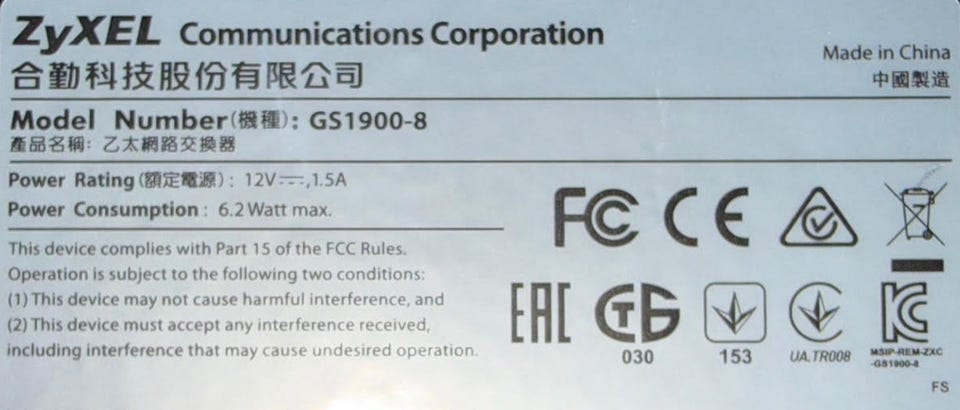 ZyXEL Communications Corporation
合勤科技股份有限公司
Made in China
中國製造
Model Number(機種): GS1900-8
產品名稱: 乙太網路交換器
Power Rating(額定電源): 12V⎓,1.5A
Power Consumption : 6.2 Watt max.
This device complies with Part 15 of the FCC Rules.
Operation is subject to the following two conditions:
(1) This device may not cause harmful interference, and
(2) This device must accept any interference received,
including interference that may cause undesired operation.
FC CE
EAC
030
153
UA.TR008
MSIP-REM-ZXC
-GS1900-8
FS